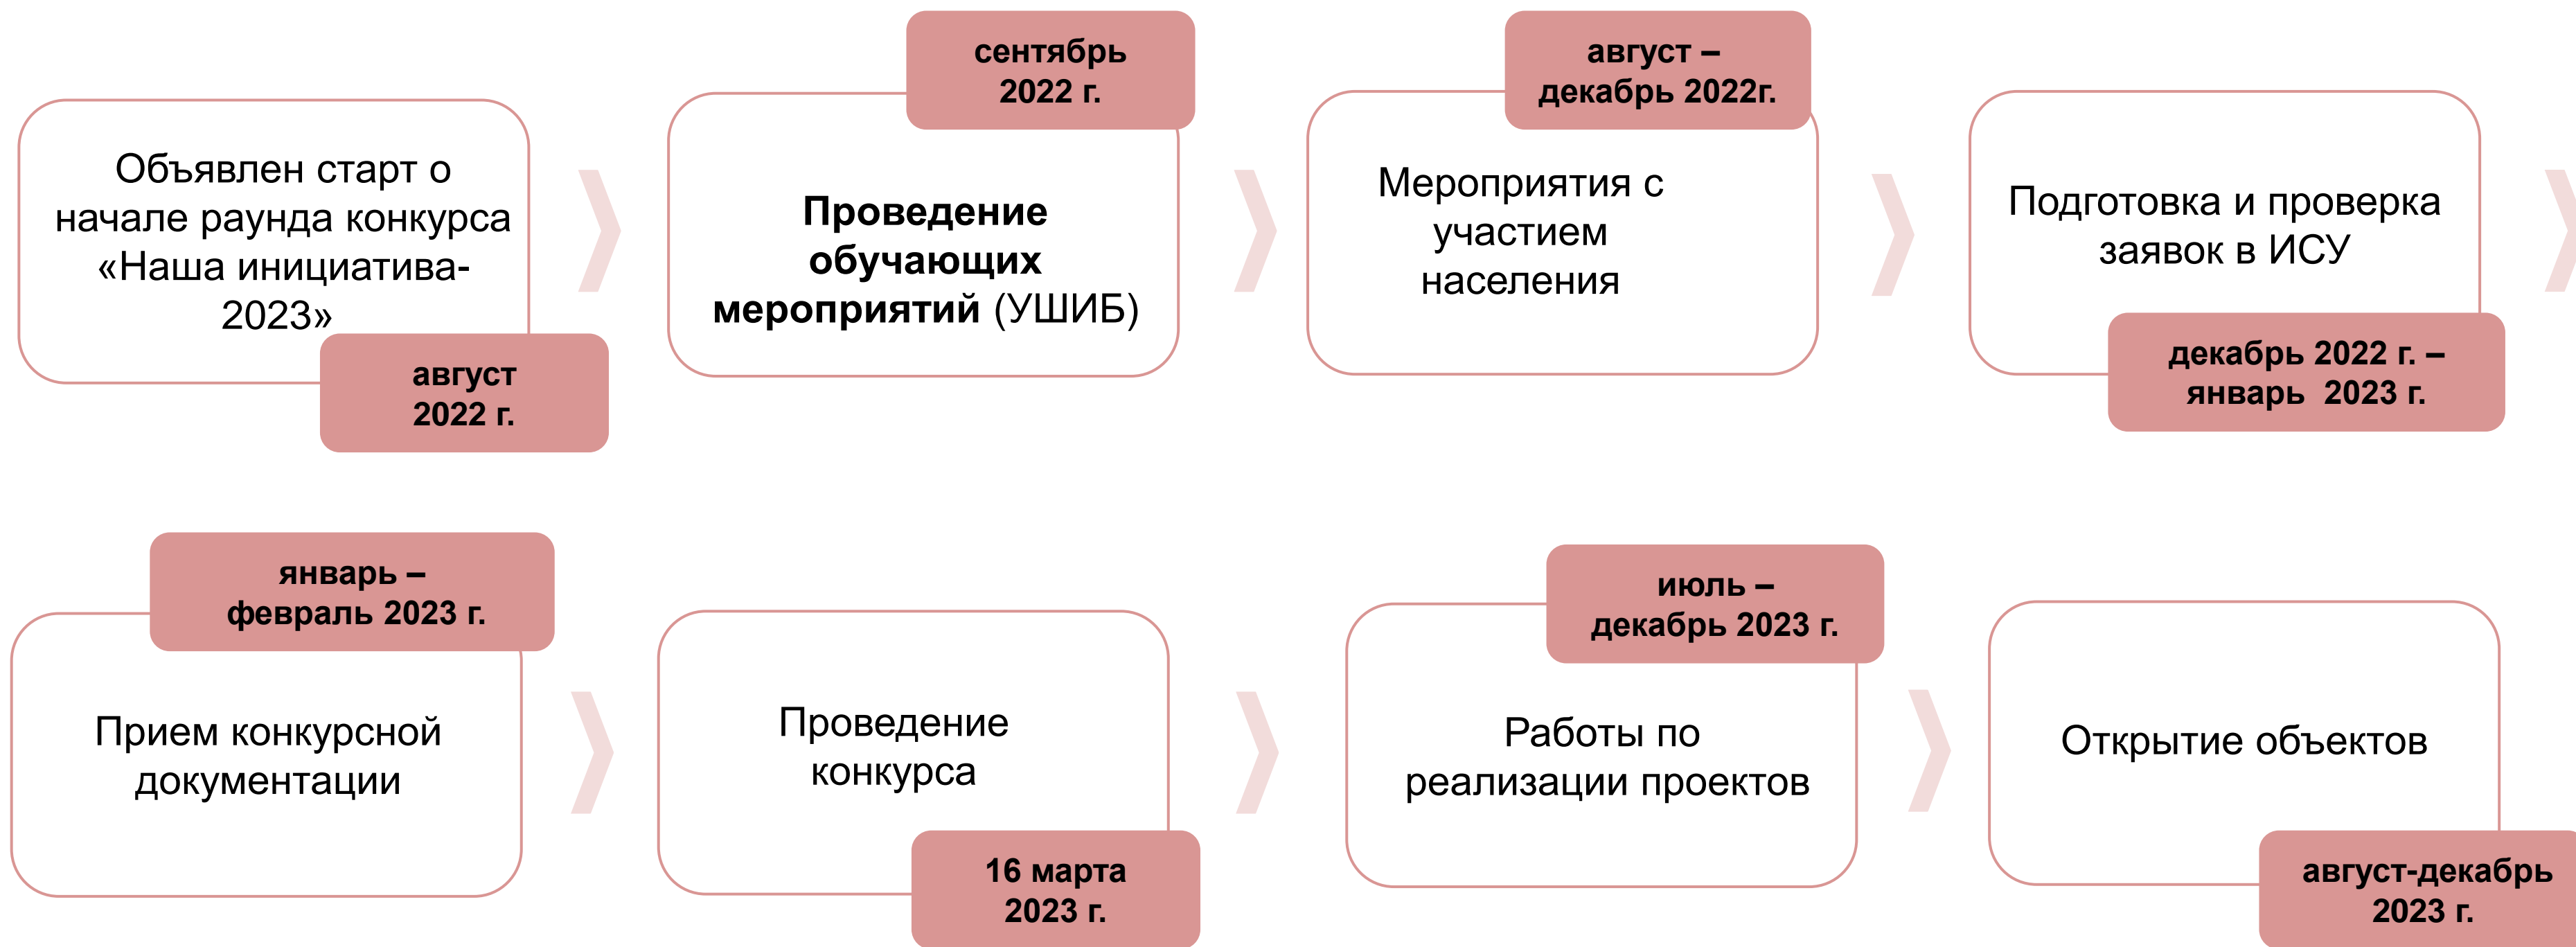 Объявлен старт о
начале раунда конкурса
«Наша инициатива-
2023»
август
2022 г.
сентябрь
2022 г.
Проведение
обучающих
мероприятий (УШИБ)
август –
декабрь 2022г.
Мероприятия с
участием
населения
Подготовка и проверка
заявок в ИСУ
декабрь 2022 г. –
январь  2023 г.
январь –
февраль 2023 г.
Прием конкурсной
документации
Проведение
конкурса
16 марта
2023 г.
июль –
декабрь 2023 г.
Работы по
реализации проектов
Открытие объектов
август-декабрь
2023 г.